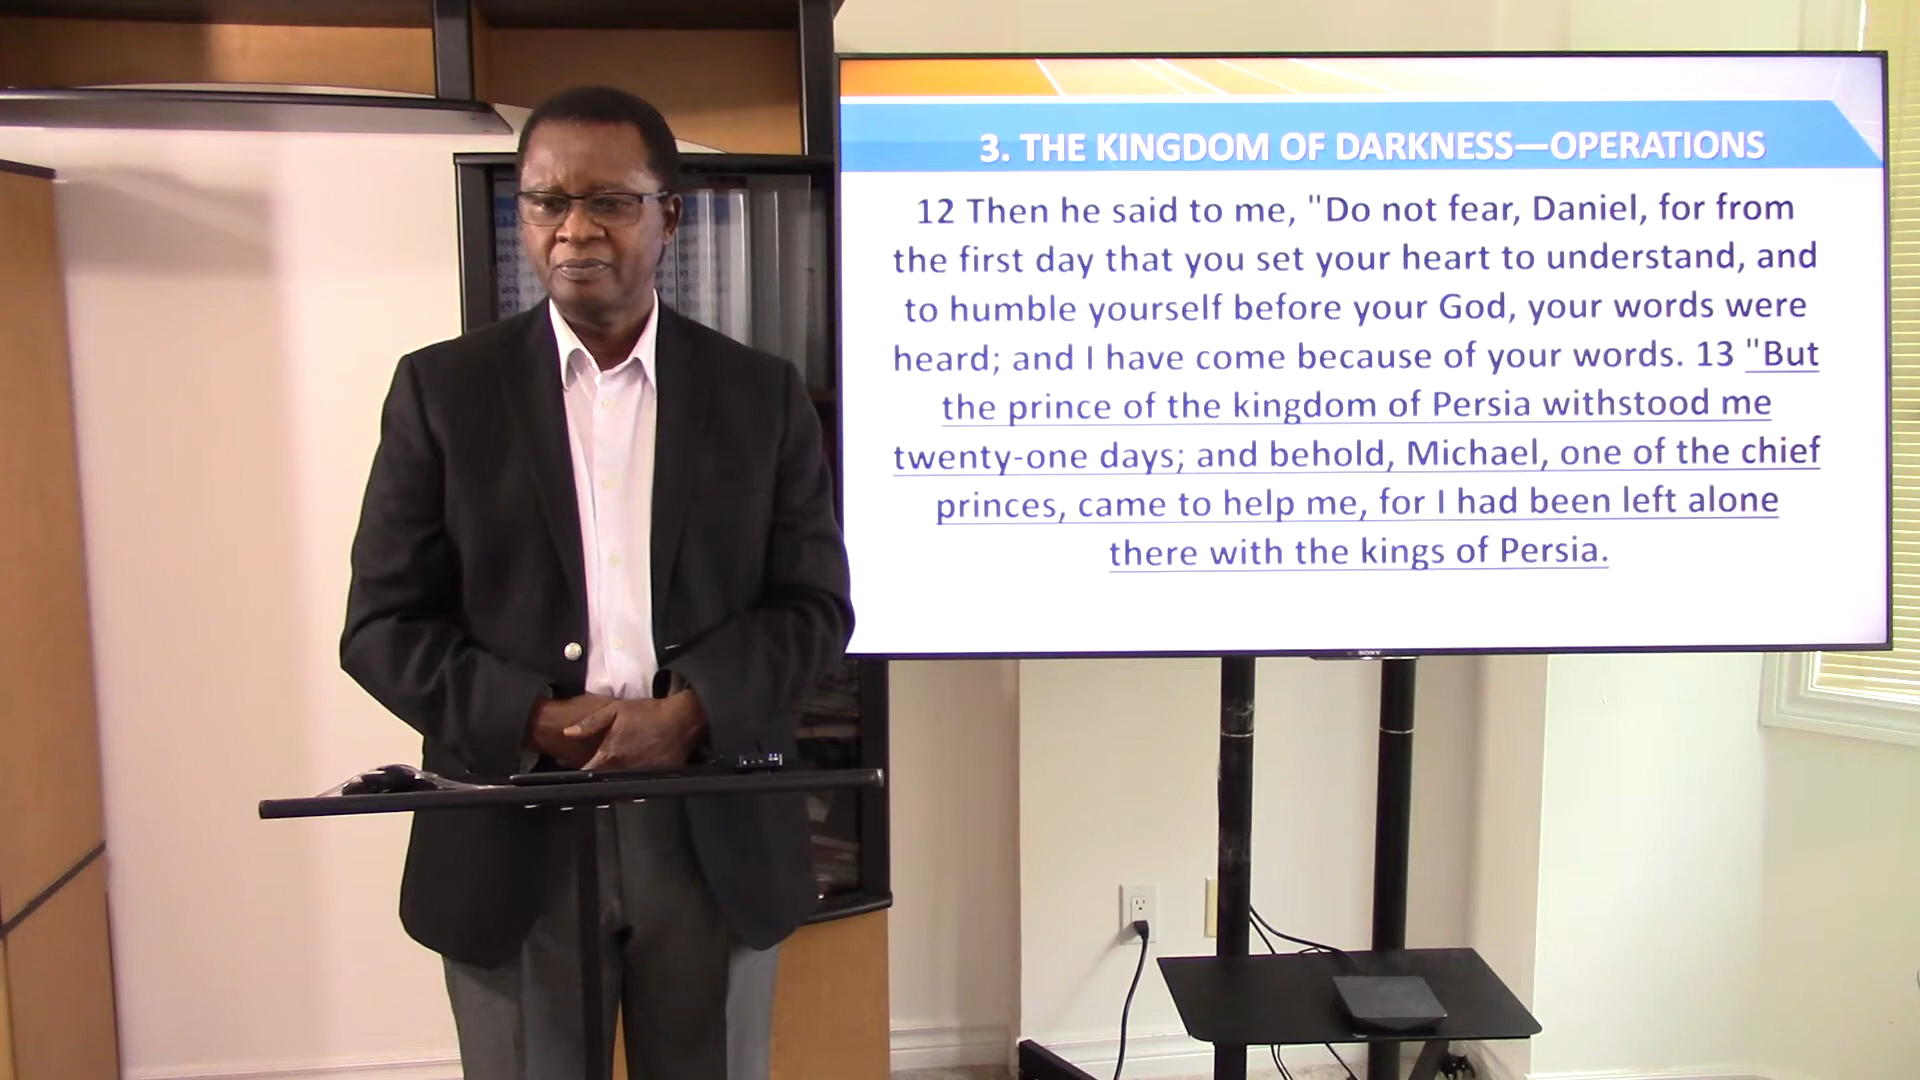 3. THE KINGDOM OF DARKNESS—OPERATIONS
12 Then he said to me, "Do not fear, Daniel, for from
the first day that you set your heart to understand, and
to humble yourself before your God, your words were
heard; and I have come because of your words. 13 "But
the prince of the kingdom of Persia withstood me
twenty-one days; and behold, Michael, one of the chief
princes, came to help me, for I had been left alone
there with the kings of Persia.
SONY